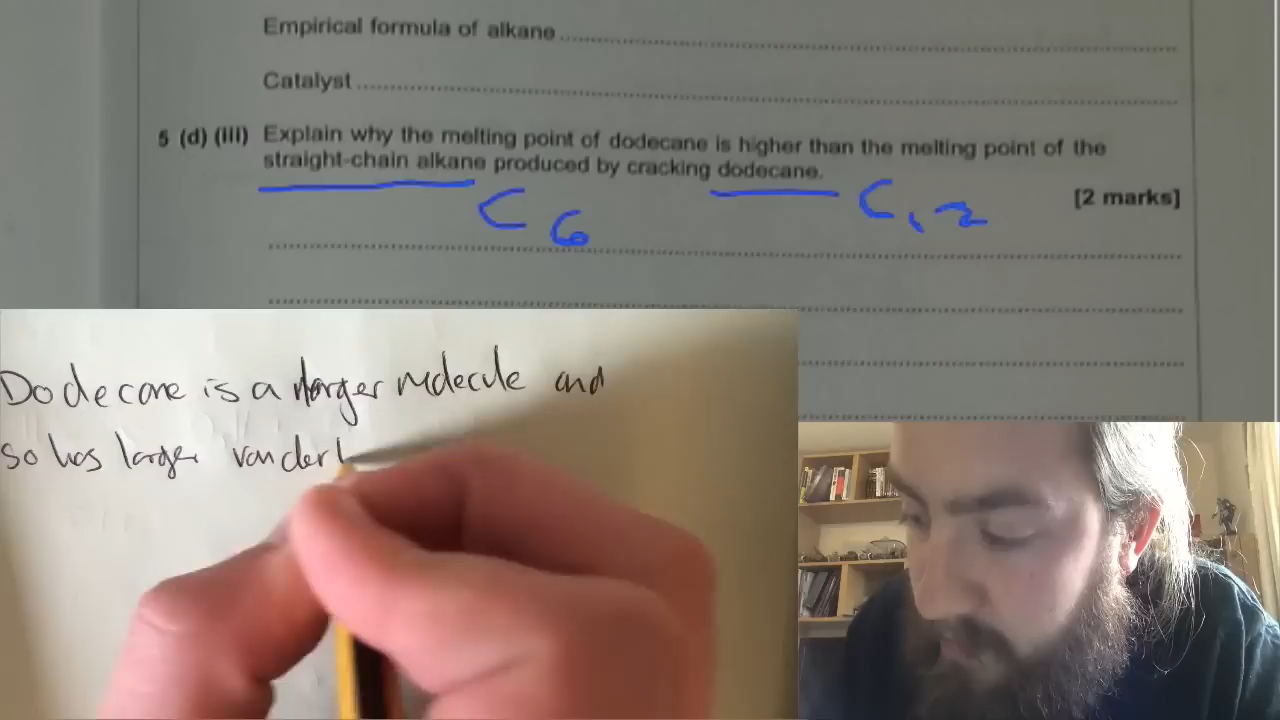 Empirical formula of alkane
Catalyst
5 (d) (iii) Explain why the melting point of dodecane is higher than the melting point of the
straight-chain alkane produced by cracking dodecane.
[2 marks]
C6
C12
Dodecane is a larger molecule and
so has larger van der